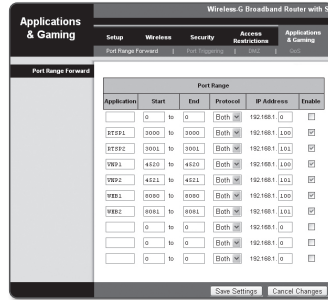 Wireless-G Broadband Router with S
Applications & Gaming
Setup Wireless Security Access Restrictions Applications & Gaming
Port Range Forward | Port Triggering | DMZ | QoS
Port Range Forward
Port Range
Application Start End Protocol IP Address Enable
0 to 0 Both 192.168.1. 0
RTSP1 3000 to 3000 Both 192.168.1. 100
RTSP2 3001 to 3001 Both 192.168.1. 101
VNP1 4520 to 4520 Both 192.168.1. 100
VNP2 4521 to 4521 Both 192.168.1. 101
WEB1 8080 to 8080 Both 192.168.1. 100
WEB2 8081 to 8081 Both 192.168.1. 101
0 to 0 Both 192.168.1. 0
0 to 0 Both 192.168.1. 0
0 to 0 Both 192.168.1. 0
Save Settings Cancel Changes